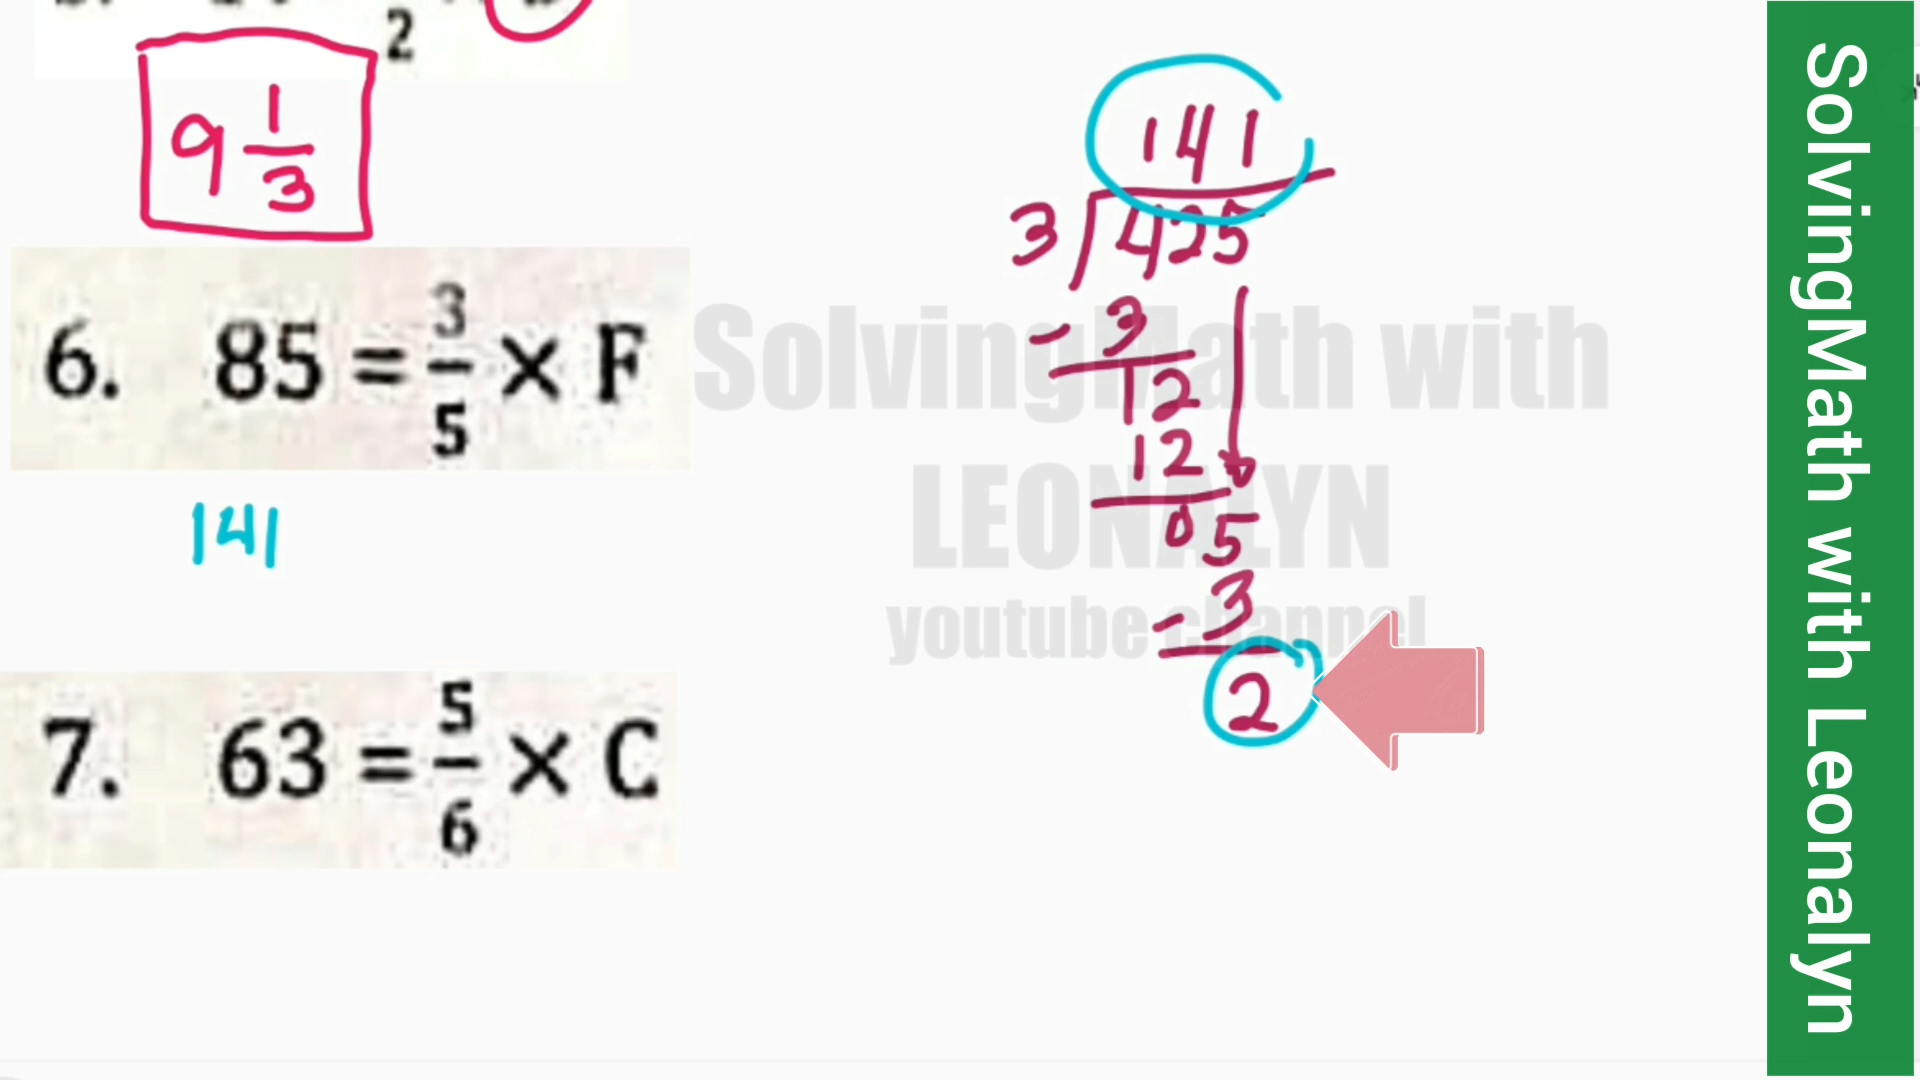 2
9 1/3
6. 85 = 3/5 × F
141
7. 63 = 5/6 × C
141
3 425
- 3
12
12
05
- 3
2
SolvingMath with
LEONALYN
youtube channel
SolvingMath with Leonalyn